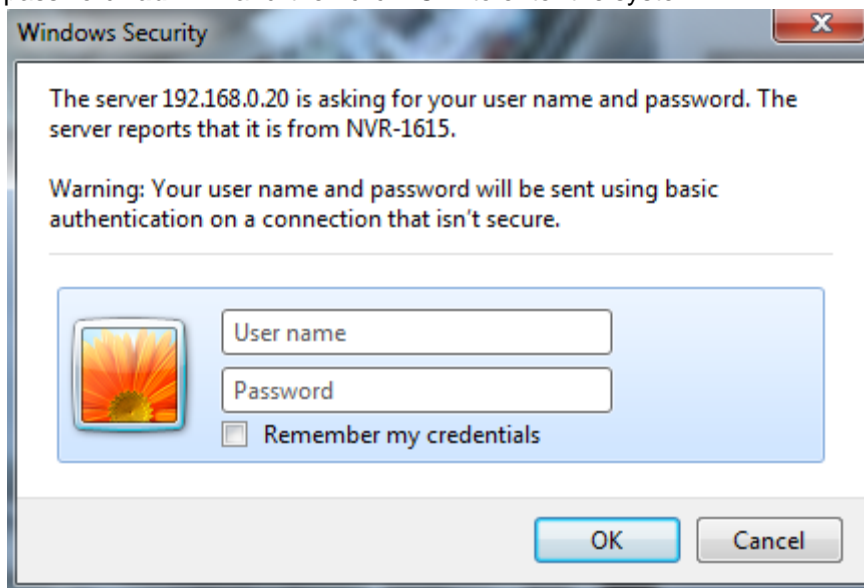 Windows Security
The server 192.168.0.20 is asking for your user name and password. The
server reports that it is from NVR-1615.
Warning: Your user name and password will be sent using basic
authentication on a connection that isn't secure.
User name
Password
Remember my credentials
OK
Cancel